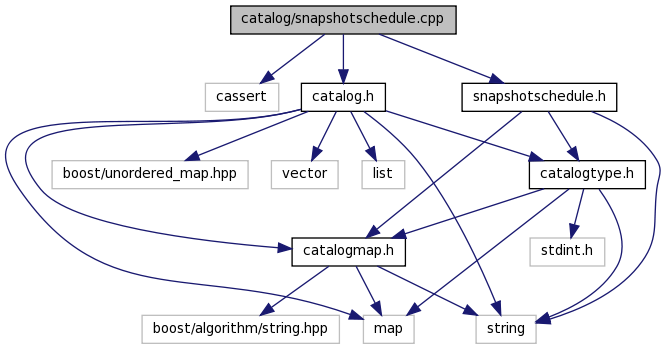 catalog/snapshotschedule.cpp
cassert
catalog.h
snapshotschedule.h
boost/unordered_map.hpp
vector
list
catalogtype.h
catalogmap.h
stdint.h
boost/algorithm/string.hpp
map
string